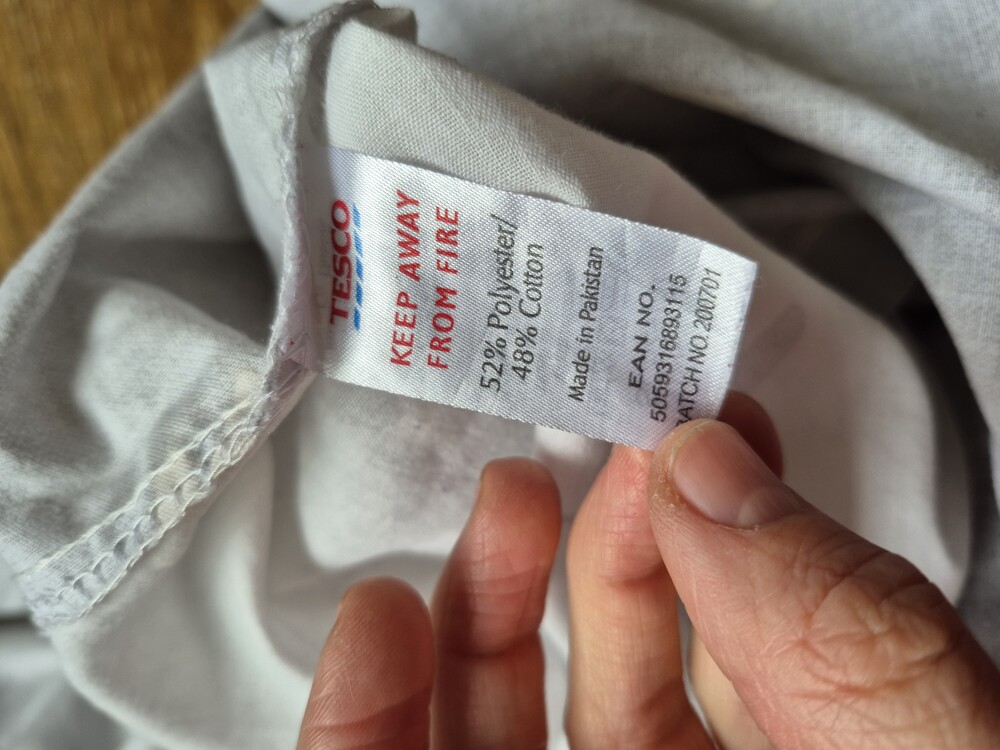 TESCO
KEEP AWAY
FROM FIRE
52% Polyester/
48% Cotton
Made in Pakistan
EAN NO.
5059316893115
BATCH NO.200701